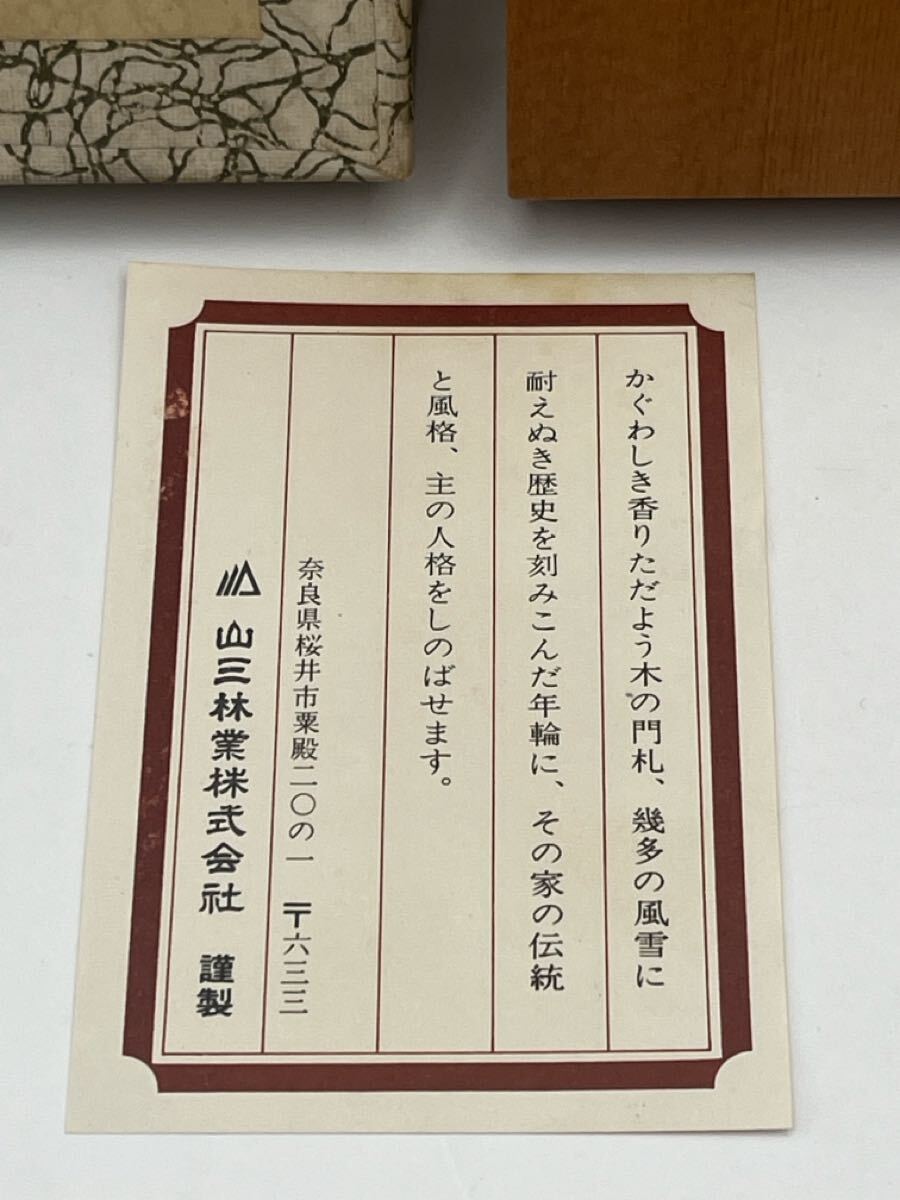 かぐわしき香りただよう木の門札、幾多の風雪に
耐えぬき歴史を刻みこんだ年輪に、その家の伝統
と風格、主の人格をしのばせます。
奈良県桜井市粟殿二〇の一 〒六三三
山三林業株式会社 謹製